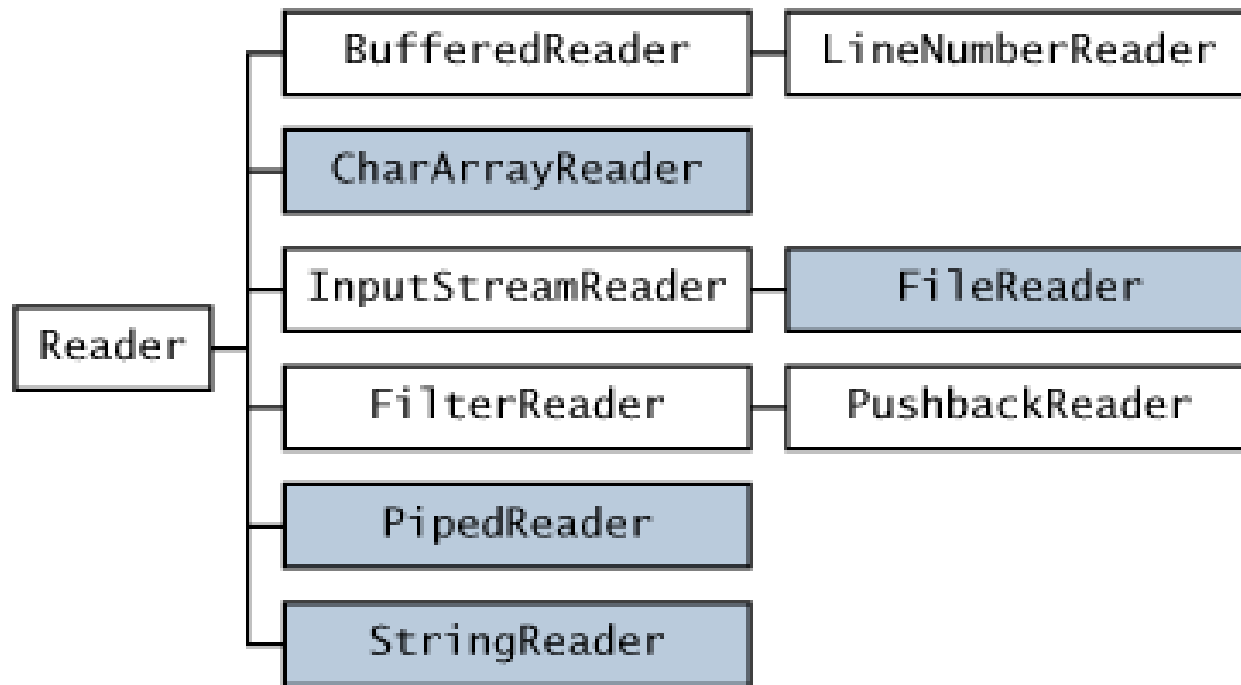 BufferedReader
LineNumberReader
CharArrayReader
InputStreamReader
FileReader
Reader
FilterReader
PushbackReader
PipedReader
StringReader